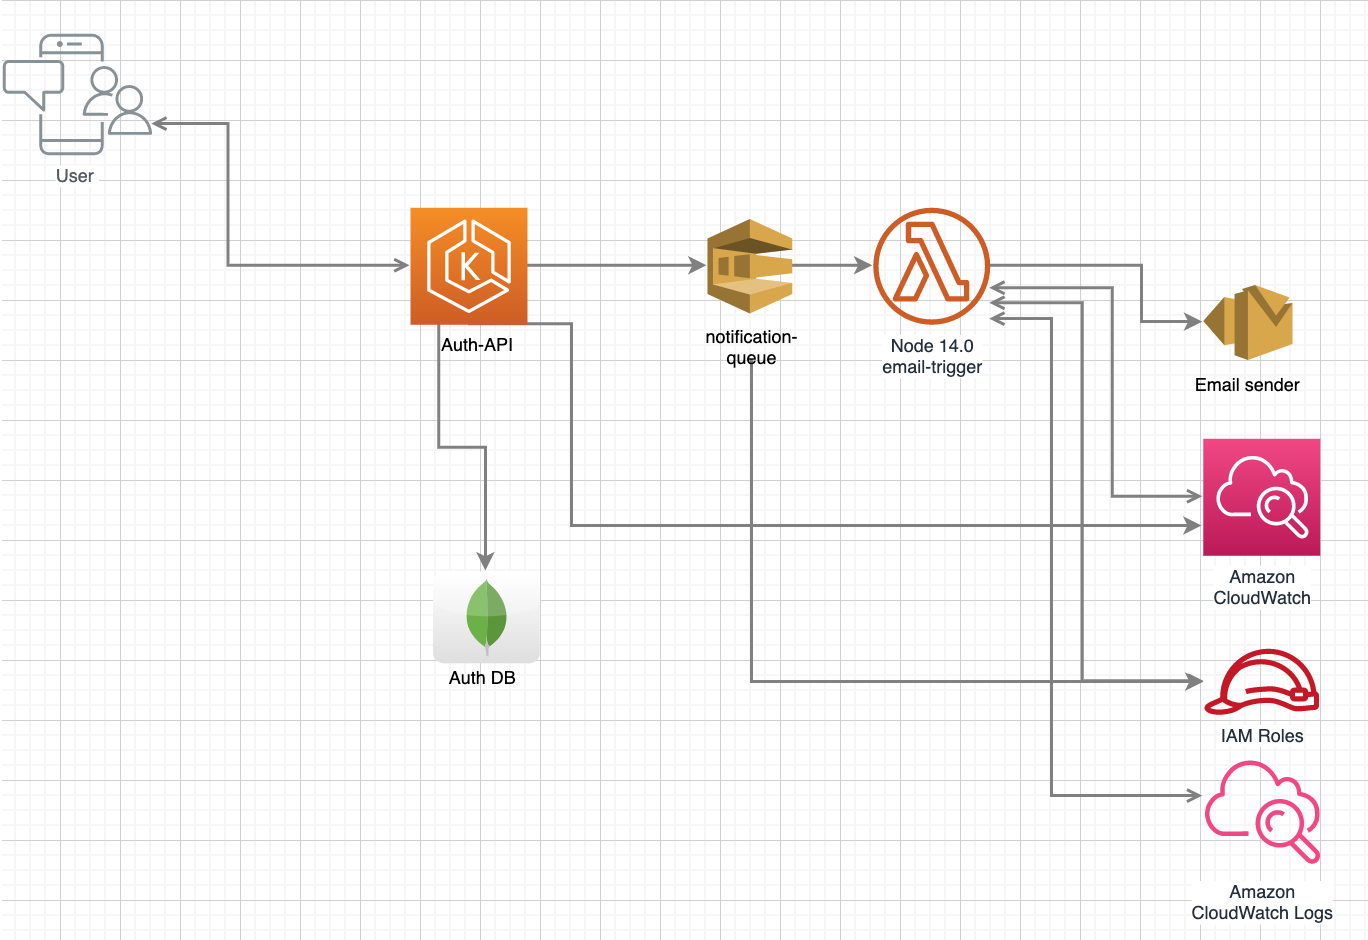 User
Auth-API
notification-
queue
Node 14.0
email-trigger
Email sender
Amazon
CloudWatch
Auth DB
IAM Roles
Amazon
CloudWatch Logs